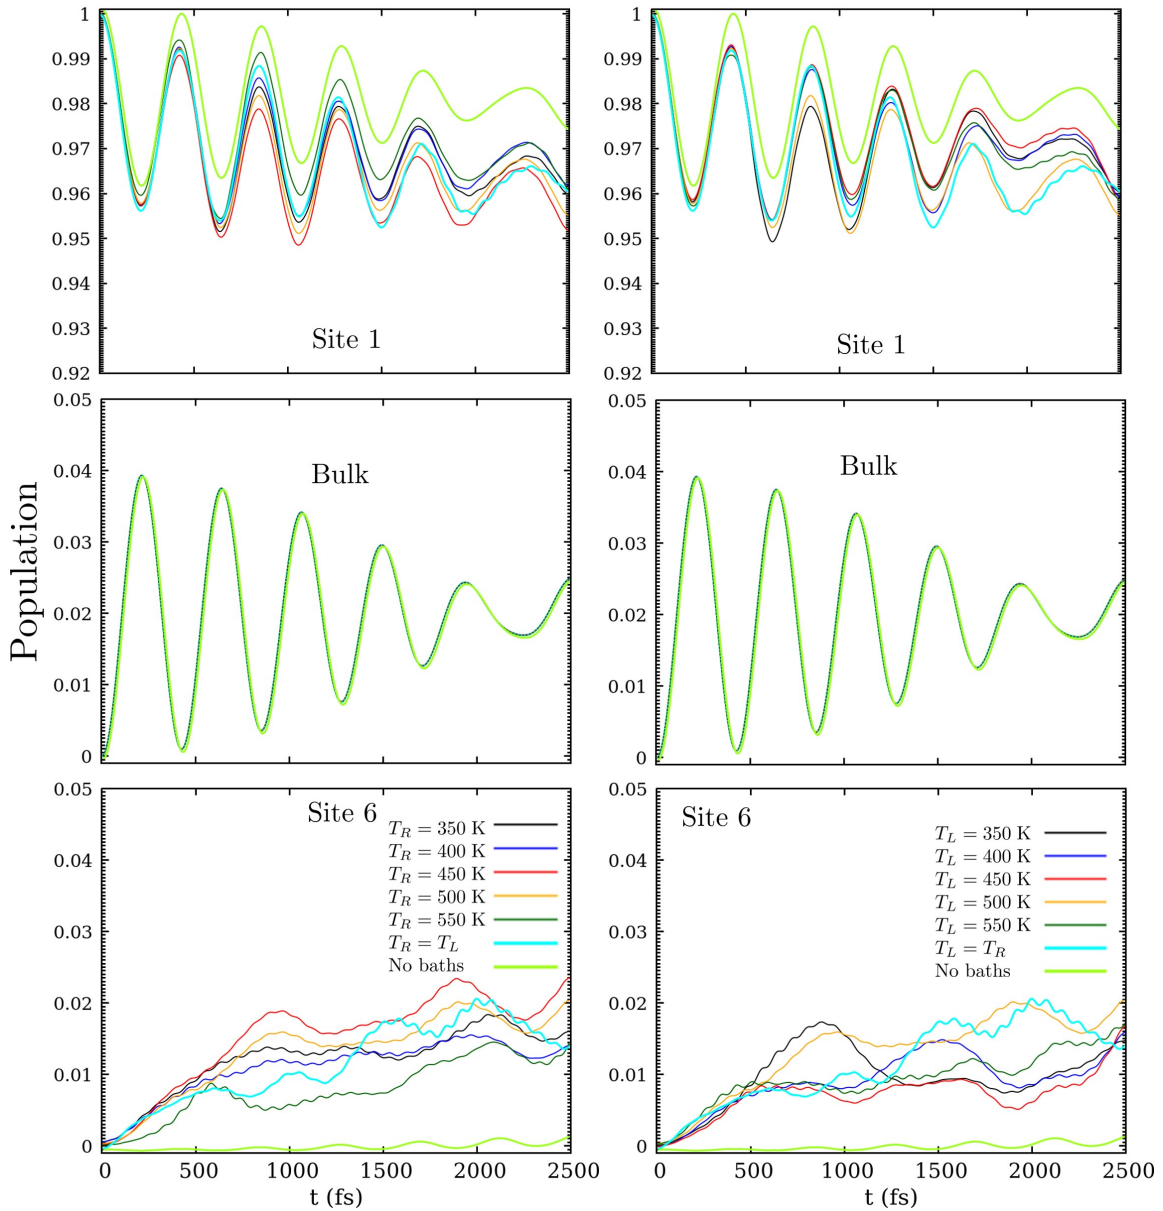 1
0.99
0.98
0.97
0.96
0.95
0.94
0.93
0.92
Site 1
1
0.99
0.98
0.97
0.96
0.95
0.94
0.93
0.92
Site 1
Population
0.05
0.04
0.03
0.02
0.01
0
Bulk
0.05
0.04
0.03
0.02
0.01
0
Bulk
0.05
0.04
0.03
0.02
0.01
0
Site 6
T_R = 350 K
T_R = 400 K
T_R = 450 K
T_R = 500 K
T_R = 550 K
T_R = T_L
No baths
0 500 1000 1500 2000 2500
t (fs)
0.05
0.04
0.03
0.02
0.01
0
Site 6
T_L = 350 K
T_L = 400 K
T_L = 450 K
T_L = 500 K
T_L = 550 K
T_L = T_R
No baths
0 500 1000 1500 2000 2500
t (fs)